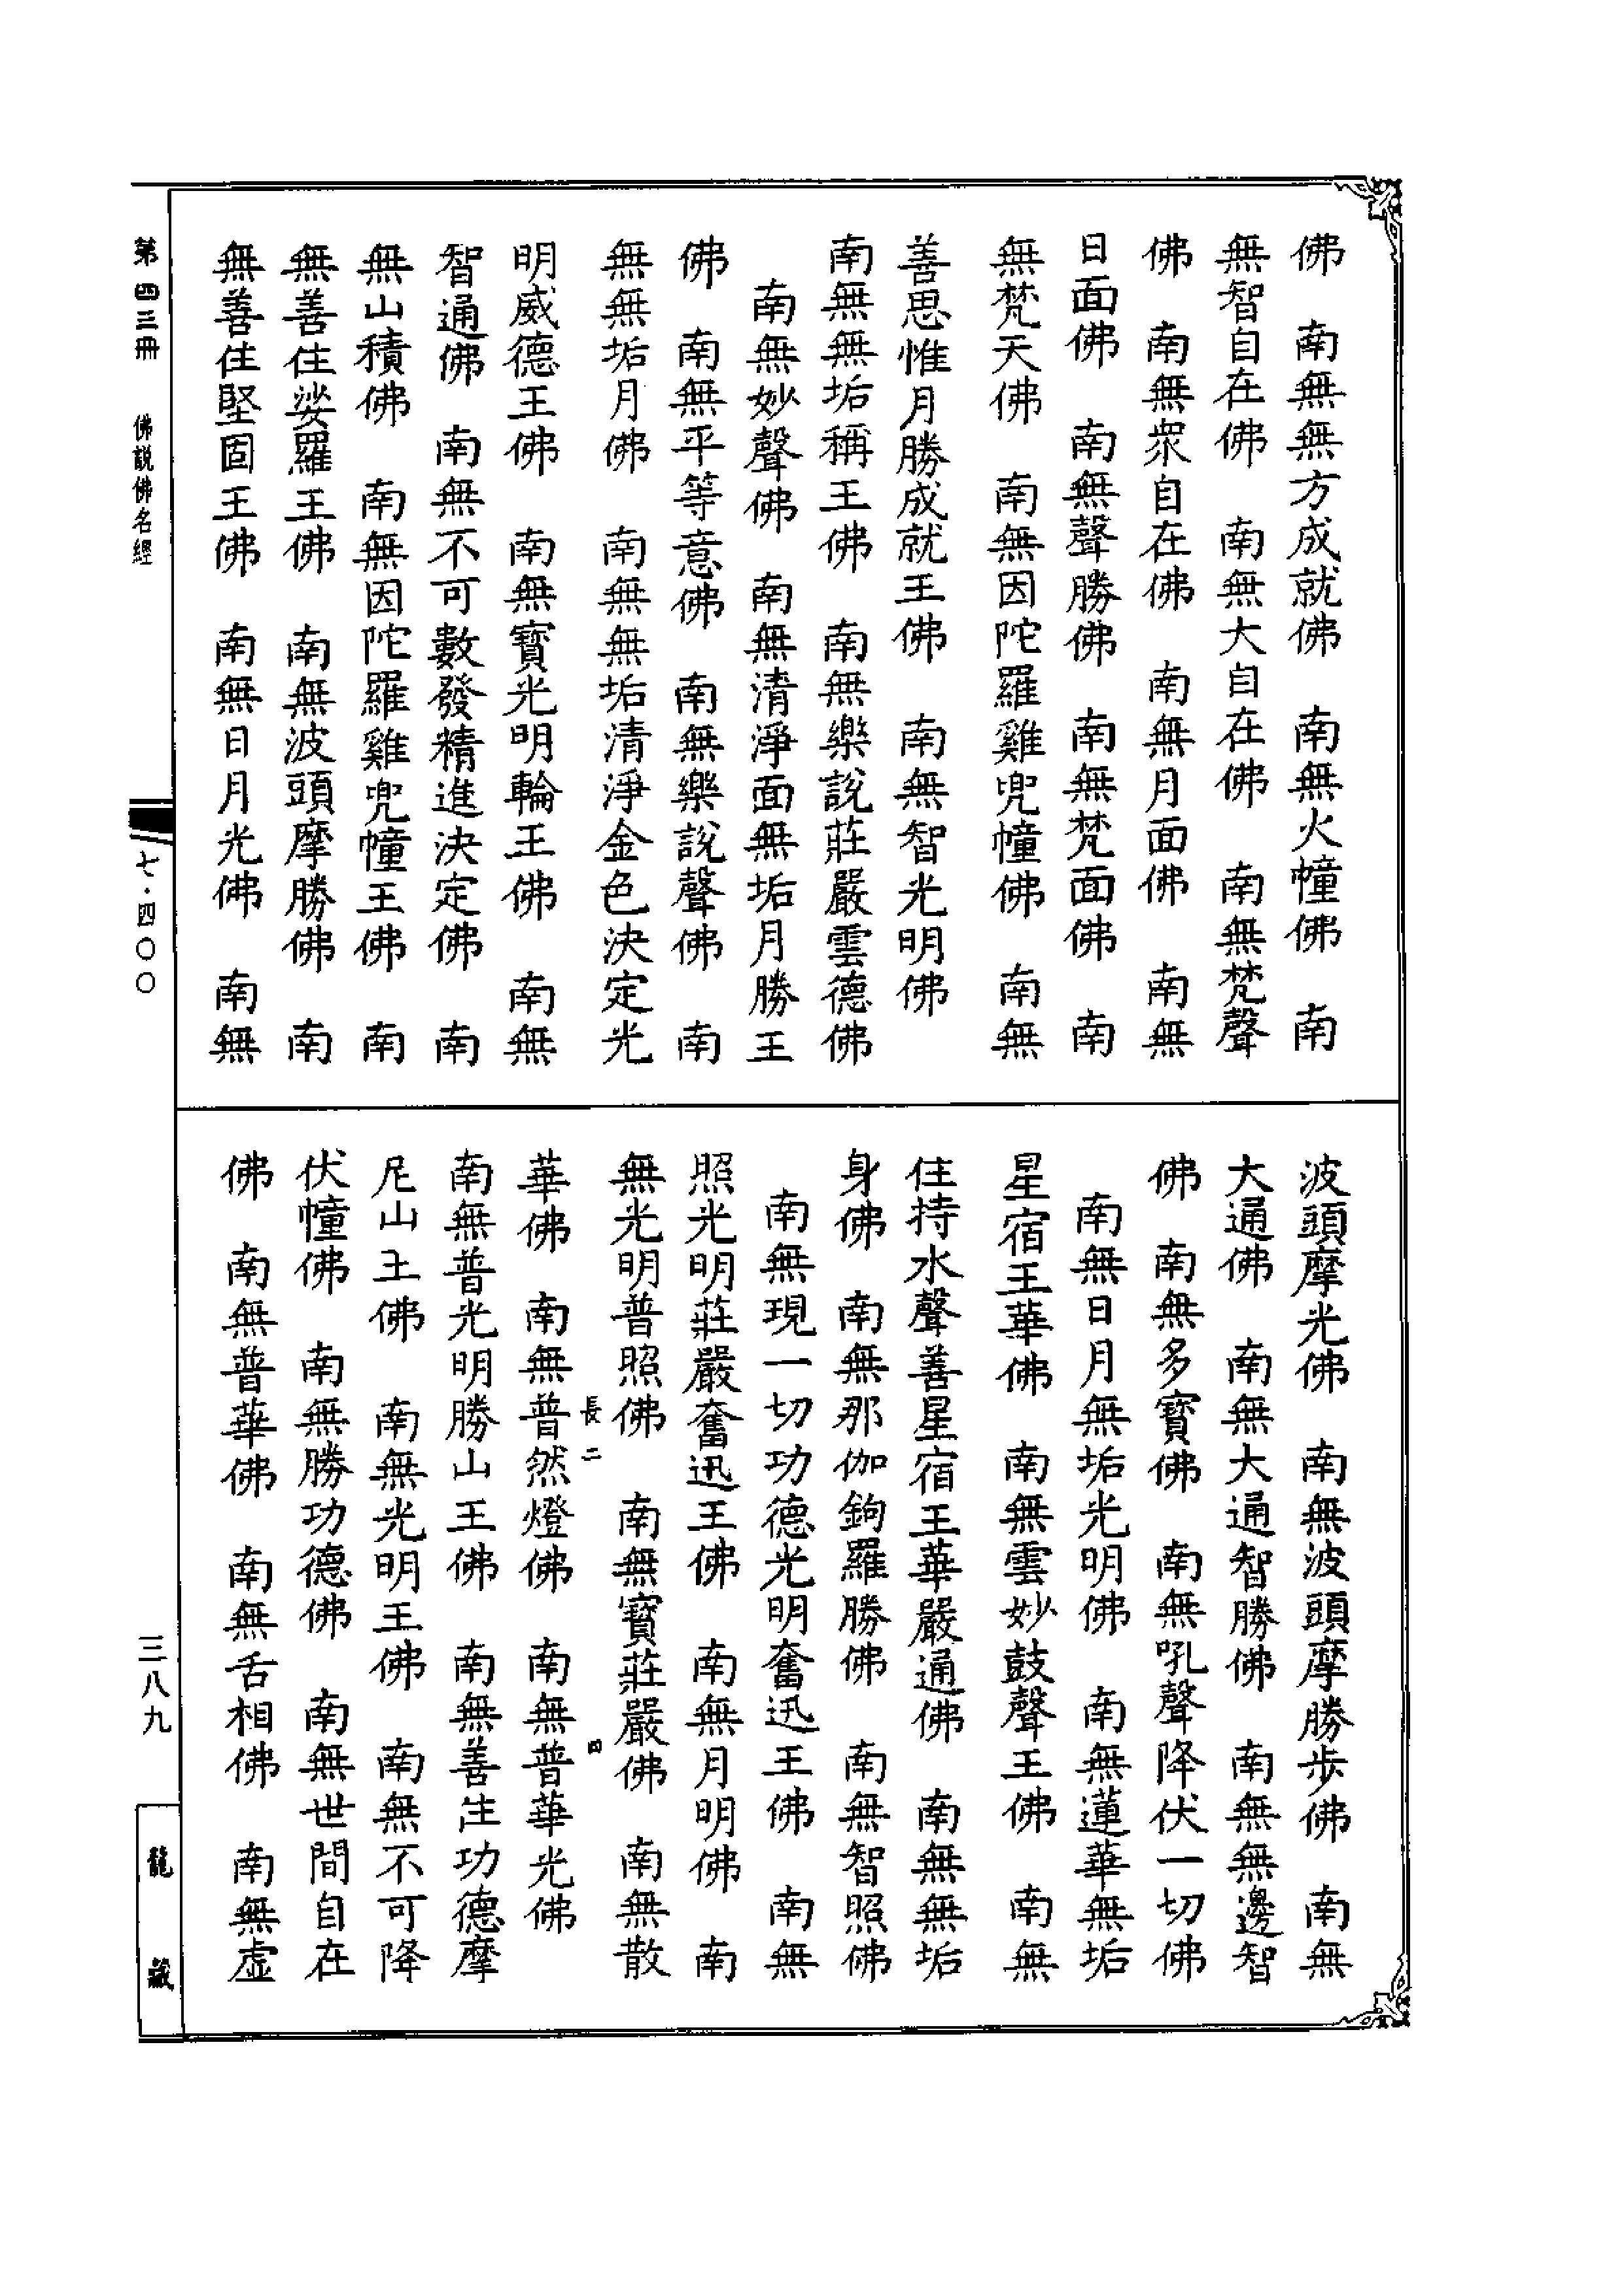 佛　南無無方成就佛　南無火幢佛　南
無智自在佛　南無大自在佛　南無梵聲
佛　南無衆自在佛　南無月面佛　南無
日面佛　南無聲勝佛　南無梵面佛　南
無梵天佛　南無因陀羅雞兜幢佛　南無
善思惟月勝成就王佛　南無智光明佛
南無無垢稱王佛　南無樂說莊嚴雲德佛
　南無妙聲佛　南無清淨面無垢月勝王
佛　南無平等意佛　南無樂說聲佛　南
無無垢月佛　南無無垢清淨金色決定光
明威德王佛　南無寶光明輪王佛　南無
智通佛　南無不可數發精進決定佛　南
無山積佛　南無因陀羅雞兜幢王佛　南
無善住娑羅王佛　南無波頭摩勝佛　南
無善住堅固王佛　南無日月光佛　南無
波頭摩光佛　南無波頭摩勝步佛　南無
大通佛　南無大通智勝佛　南無無邊智
佛　南無多寶佛　南無吼聲降伏一切佛
　南無日月無垢光明佛　南無蓮華無垢
星宿王華佛　南無雲妙鼓聲王佛　南無
住持水聲善星宿王華嚴通佛　南無無垢
身佛　南無那伽鉤羅勝佛　南無智照佛
　南無現一切功德光明奮迅王佛　南無
照光明莊嚴奮迅王佛　南無月明佛　南
無光明普照佛　南無寶莊嚴佛　南無散
長二　四
華佛　南無普然燈佛　南無普華光佛
南無普光明勝山王佛　南無善住功德摩
尼山王佛　南無光明王佛　南無不可降
伏幢佛　南無勝功德佛　南無世間自在
佛　南無普華佛　南無舌相佛　南無虛
第四三冊　佛說佛名經
七·四〇〇
三八九
龍藏